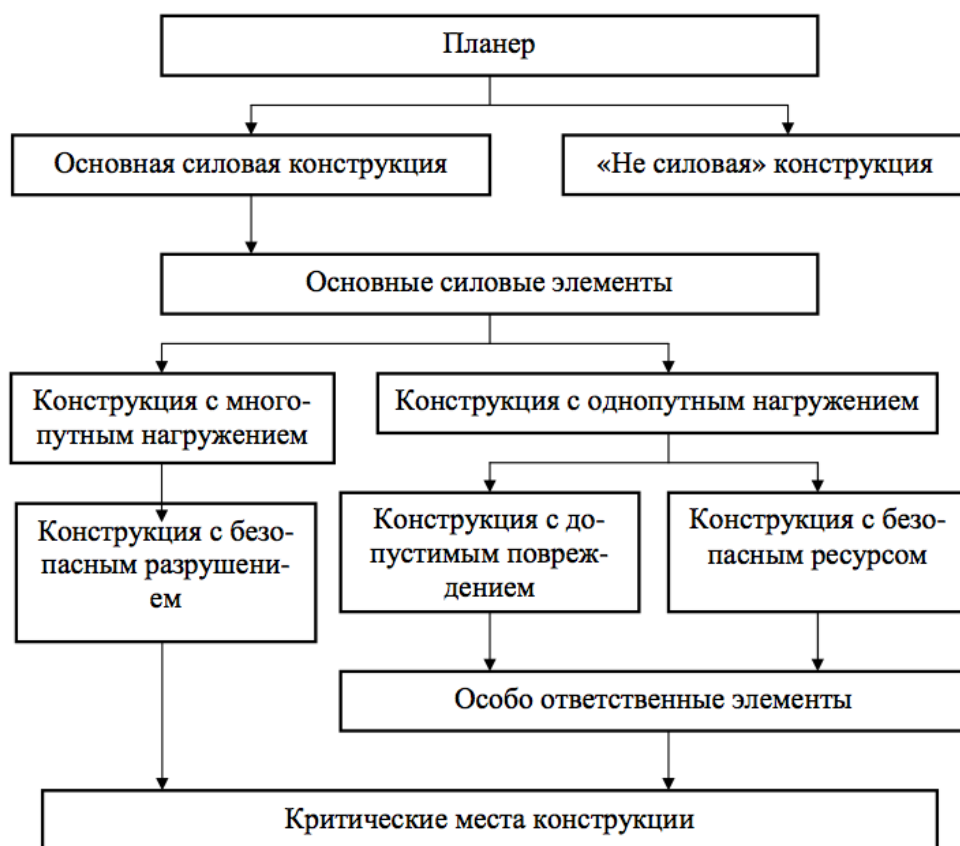 Планер
Основная силовая конструкция
«Не силовая» конструкция
Основные силовые элементы
Конструкция с много-
путным нагружением
Конструкция с однопутным нагружением
Конструкция с безо-
пасным разрушени-
ем
Конструкция с до-
пустимым повреж-
дением
Конструкция с безо-
пасным ресурсом
Особо ответственные элементы
Критические места конструкции